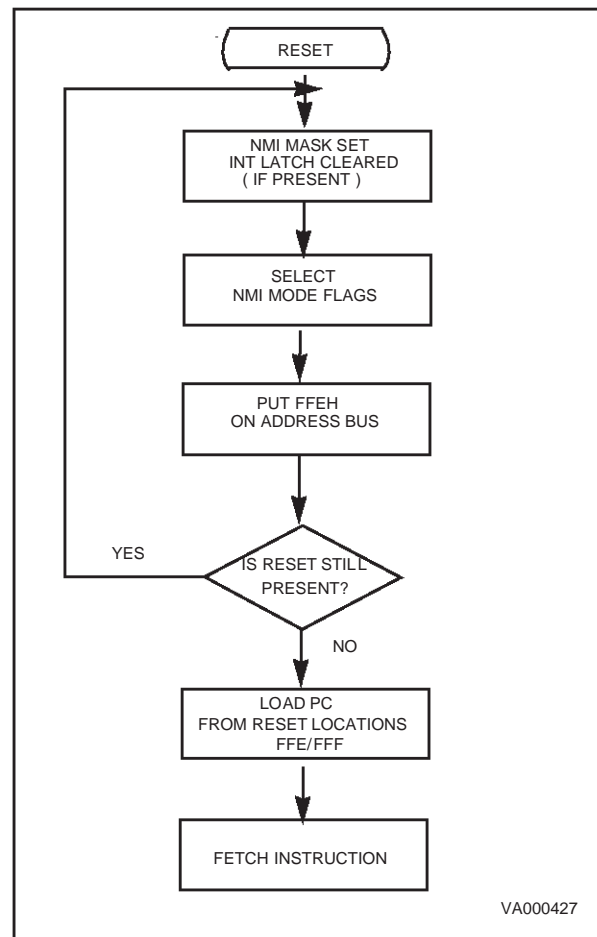 RESET
NMI MASK SET
INT LATCH CLEARED
( IF PRESENT )
SELECT
NMI MODE FLAGS
PUT FFEH
ON ADDRESS BUS
YES
IS RESET STILL
PRESENT?
NO
LOAD PC
FROM RESET LOCATIONS
FFE/FFF
FETCH INSTRUCTION
VA000427